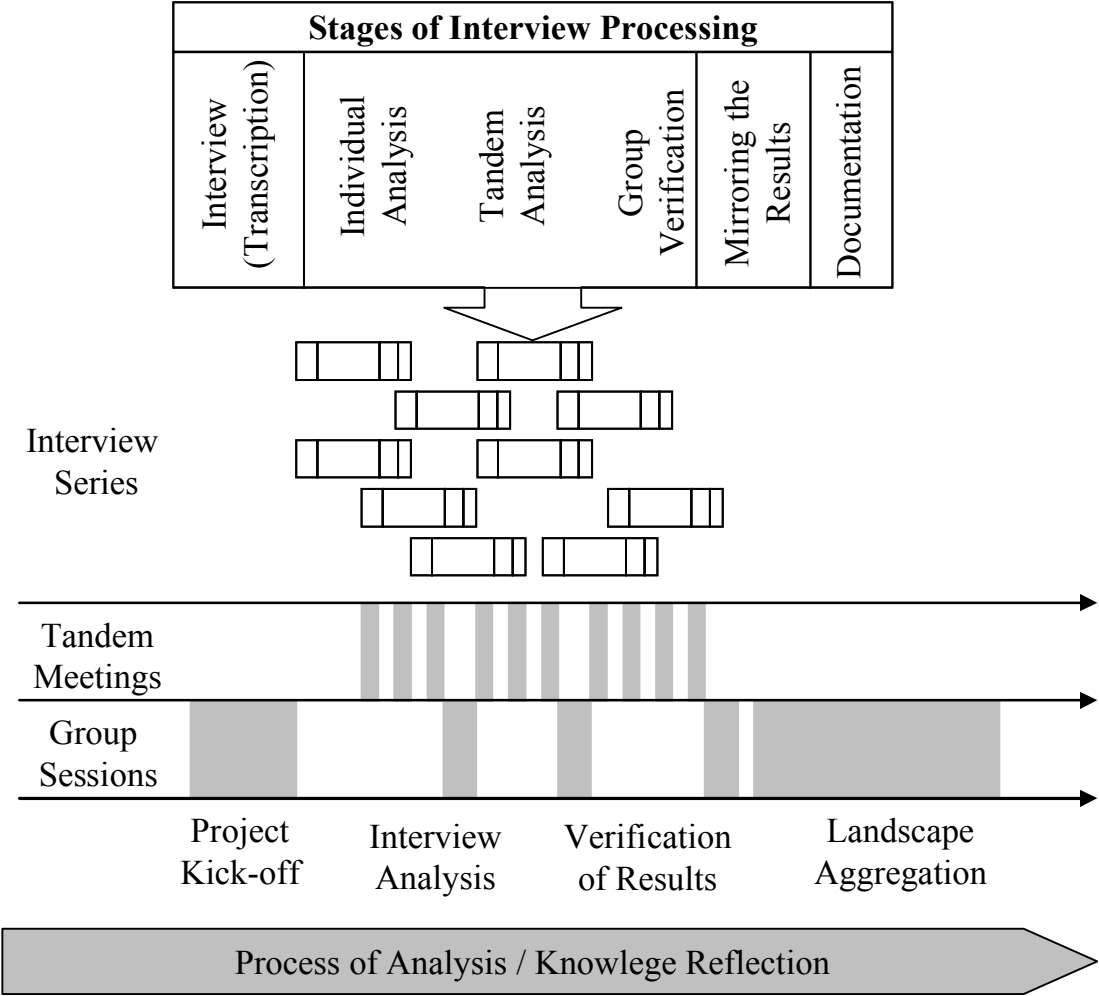 Stages of Interview Processing
Interview
(Transcription)
Individual
Analysis
Tandem
Analysis
Group
Verification
Mirroring the
Results
Documentation
Interview
Series
Tandem
Meetings
Group
Sessions
Project
Kick-off
Interview
Analysis
Verification
of Results
Landscape
Aggregation
Process of Analysis / Knowlege Reflection